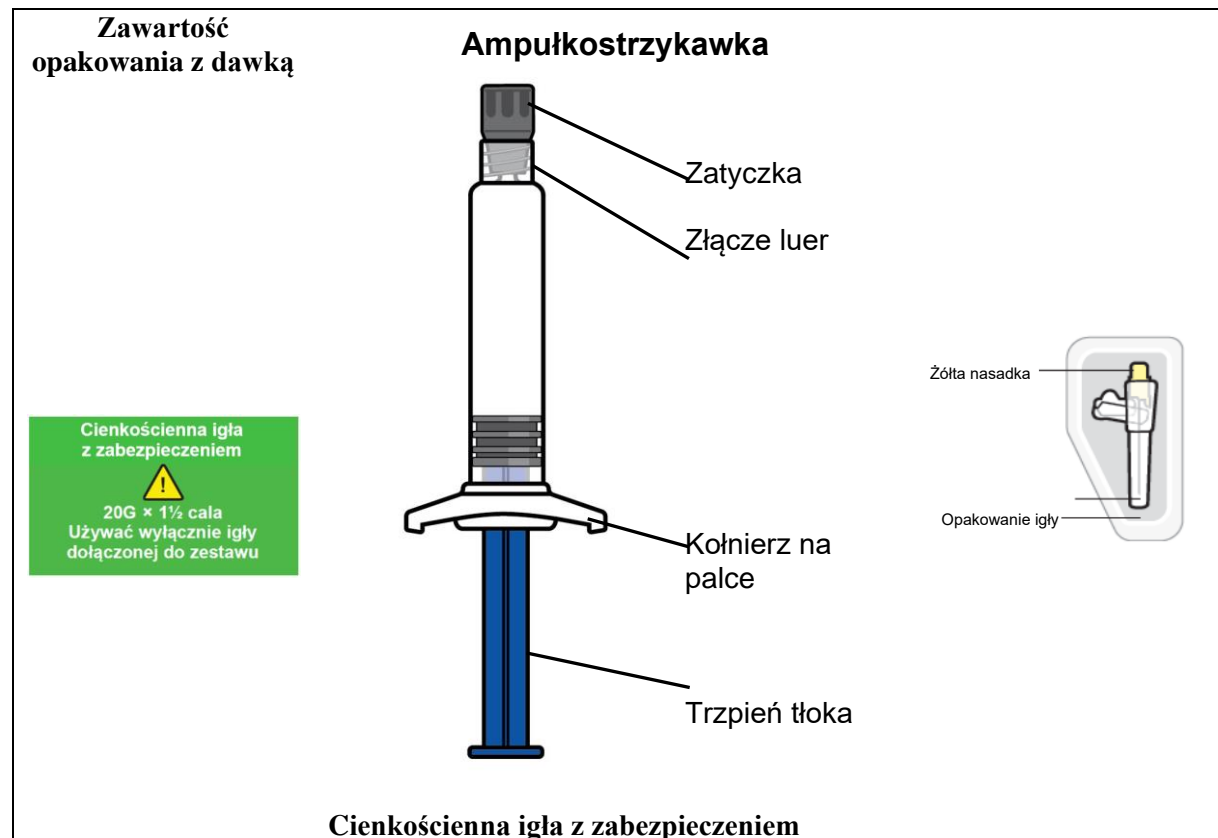 Zawartość
opakowania z dawką
Ampułkostrzykawka
Zatyczka
Złącze luer
Żółta nasadka
Cienkościenna igła
z zabezpieczeniem
!
20G × 1½ cala
Używać wyłącznie igły
dołączonej do zestawu
Opakowanie igły
Kołnierz na
palce
Trzpień tłoka
Cienkościenna igła z zabezpieczeniem